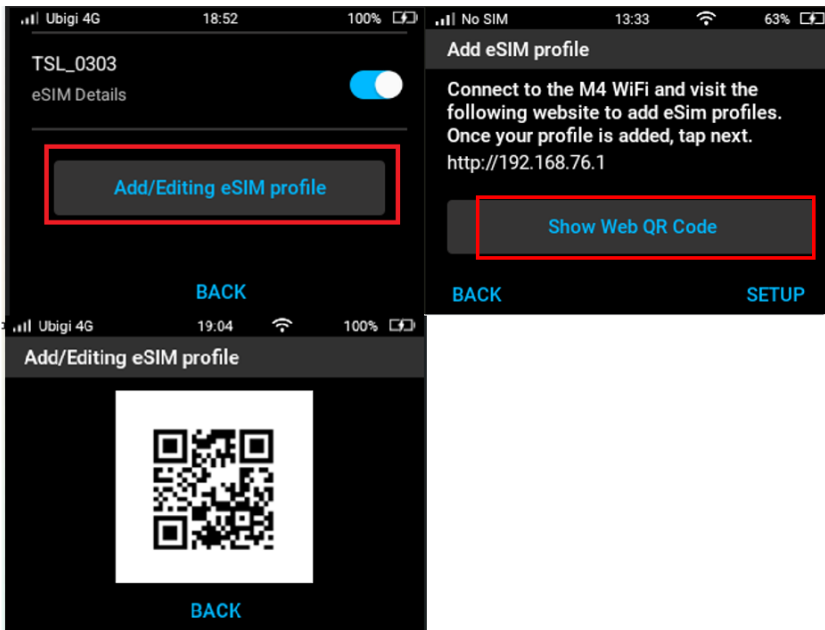 Ubigi 4G 18:52 100%
TSL_0303
eSIM Details
Add/Editing eSIM profile
BACK
No SIM 13:33 63%
Add eSIM profile
Connect to the M4 WiFi and visit the
following website to add eSim profiles.
Once your profile is added, tap next.
http://192.168.76.1
Show Web QR Code
BACK SETUP
Ubigi 4G 19:04 100%
Add/Editing eSIM profile
BACK